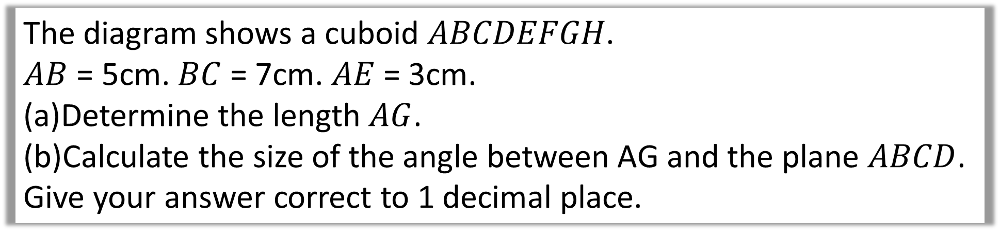 The diagram shows a cuboid ABCDEFGH.
AB = 5cm. BC = 7cm. AE = 3cm.
(a)Determine the length AG.
(b)Calculate the size of the angle between AG and the plane ABCD.
Give your answer correct to 1 decimal place.